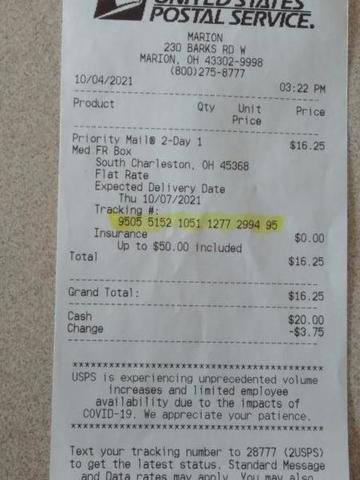 UNITED STATES
POSTAL SERVICE.
MARION
230 BARKS RD W
MARION, OH 43302-9998
(800)275-8777
10/04/2021 03:22 PM
Product Qty Unit Price
Price
Priority Mail® 2-Day 1 $16.25
Med FR Box
South Charleston, OH 45368
Flat Rate
Expected Delivery Date
Thu 10/07/2021
Tracking #:
9505 5152 1051 1277 2994 95
Insurance $0.00
Up to $50.00 included
Total $16.25
Grand Total: $16.25
Cash $20.00
Change -$3.75
USPS is experiencing unprecedented volume
increases and limited employee
availability due to the impacts of
COVID-19. We appreciate your patience.
Text your tracking number to 28777 (2USPS)
to get the latest status. Standard Message
and Data rates may apply. You may also